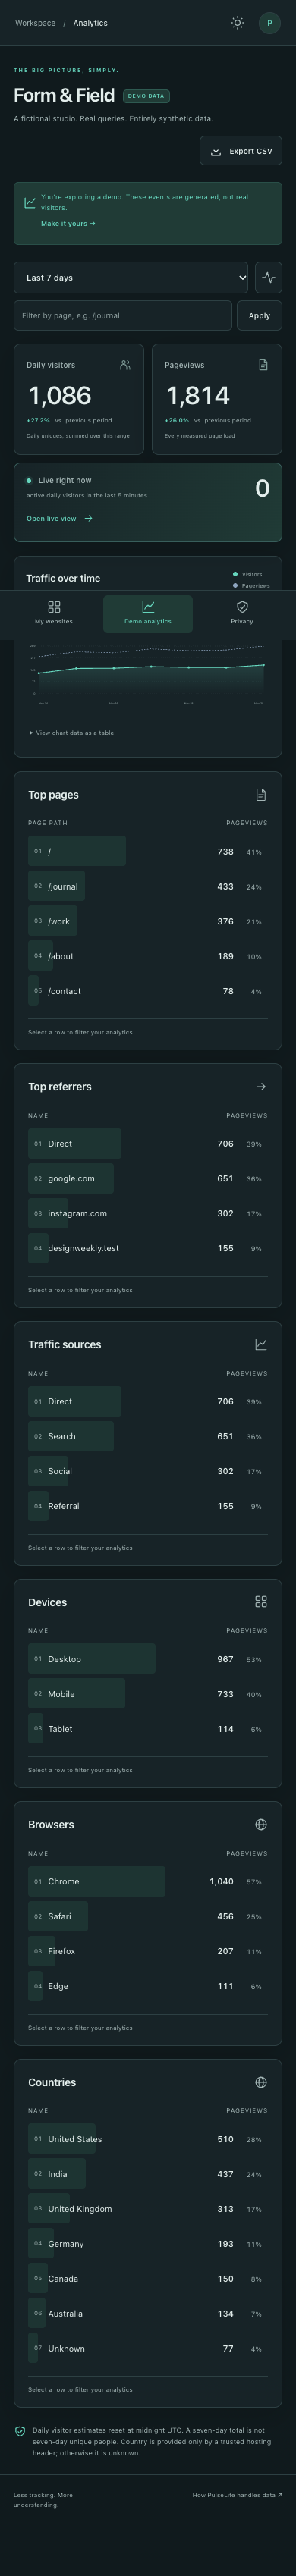 Workspace / Analytics
P
THE BIG PICTURE, SIMPLY.
Form & Field DEMO DATA
A fictional studio. Real queries. Entirely synthetic data.
Export CSV
You're exploring a demo. These events are generated, not real
visitors.
Make it yours →
Last 7 days
Filter by page, e.g. /journal
Apply
Daily visitors
1,086
+27.2% vs. previous period
Daily uniques, summed over this range
Pageviews
1,814
+26.0% vs. previous period
Every measured page load
Live right now
0
active daily visitors in the last 5 minutes
Open live view →
Traffic over time
Visitors
Pageviews
My websites
Demo analytics
Privacy
▶ View chart data as a table
Top pages
PAGE PATH PAGEVIEWS
01 / 738 41%
02 /journal 433 24%
03 /work 376 21%
04 /about 189 10%
05 /contact 78 4%
Select a row to filter your analytics
Top referrers
NAME PAGEVIEWS
01 Direct 706 39%
02 google.com 651 36%
03 instagram.com 302 17%
04 designweekly.test 155 9%
Select a row to filter your analytics
Traffic sources
NAME PAGEVIEWS
01 Direct 706 39%
02 Search 651 36%
03 Social 302 17%
04 Referral 155 9%
Select a row to filter your analytics
Devices
NAME PAGEVIEWS
01 Desktop 967 53%
02 Mobile 733 40%
03 Tablet 114 6%
Select a row to filter your analytics
Browsers
NAME PAGEVIEWS
01 Chrome 1,040 57%
02 Safari 456 25%
03 Firefox 207 11%
04 Edge 111 6%
Select a row to filter your analytics
Countries
NAME PAGEVIEWS
01 United States 510 28%
02 India 437 24%
03 United Kingdom 313 17%
04 Germany 193 11%
05 Canada 150 8%
06 Australia 134 7%
07 Unknown 77 4%
Select a row to filter your analytics
Daily visitor estimates reset at midnight UTC. A seven-day total is not
seven-day unique people. Country is provided only by a trusted hosting
header; otherwise it is unknown.
Less tracking. More
understanding.
How PulseLite handles data ↗